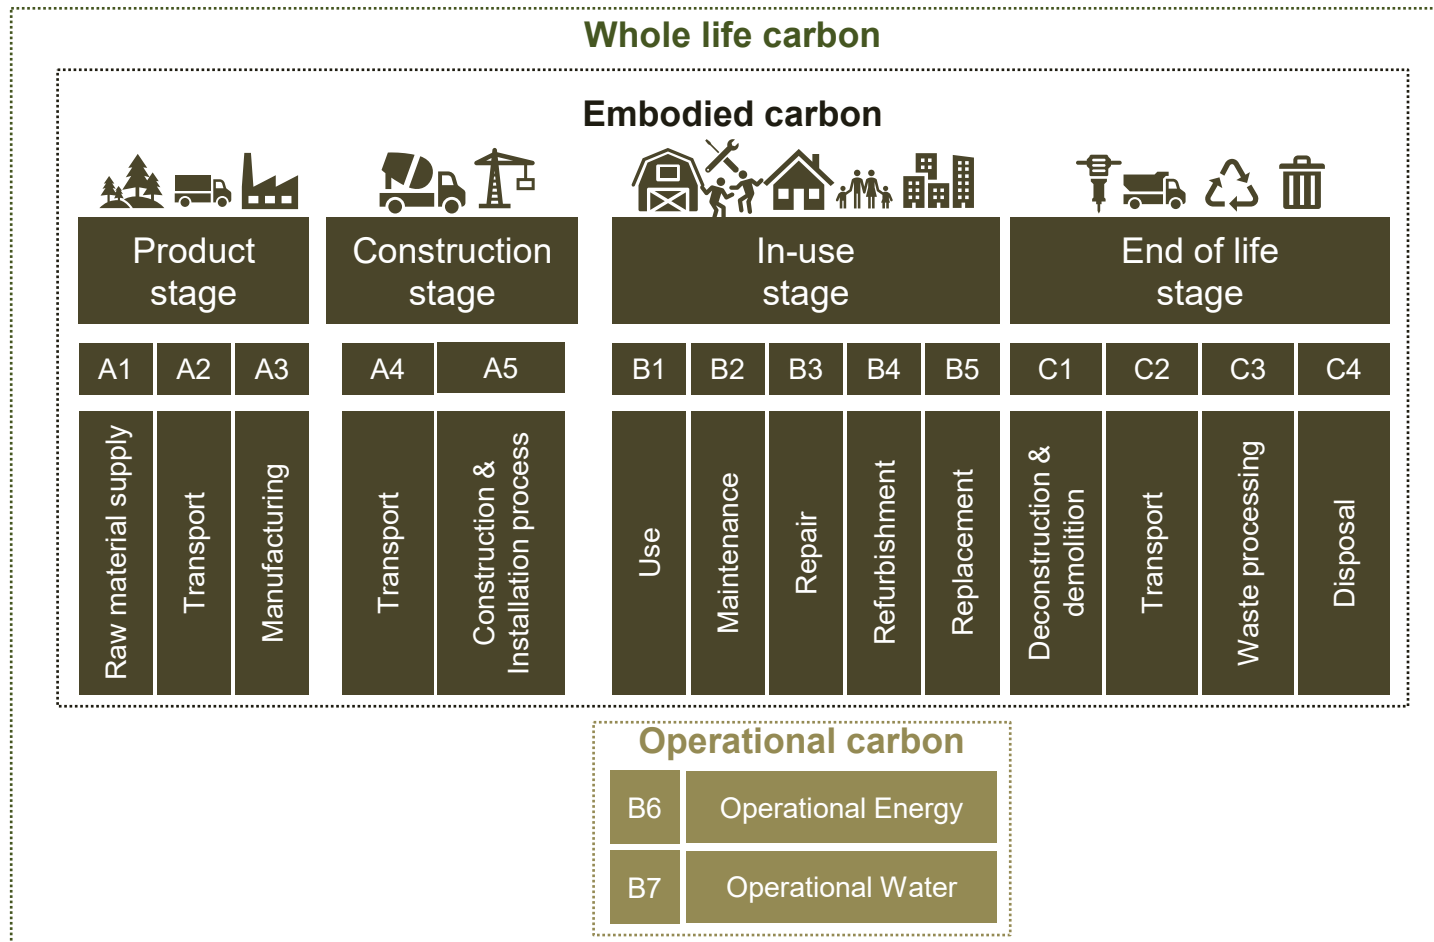 Whole life carbon
Embodied carbon
Product
stage
Construction
stage
In-use
stage
End of life
stage
A1
A2
A3
A4
A5
B1
B2
B3
B4
B5
C1
C2
C3
C4
Raw material supply
Transport
Manufacturing
Transport
Construction &
Installation process
Use
Maintenance
Repair
Refurbishment
Replacement
Deconstruction &
demolition
Transport
Waste processing
Disposal
Operational carbon
B6
Operational Energy
B7
Operational Water